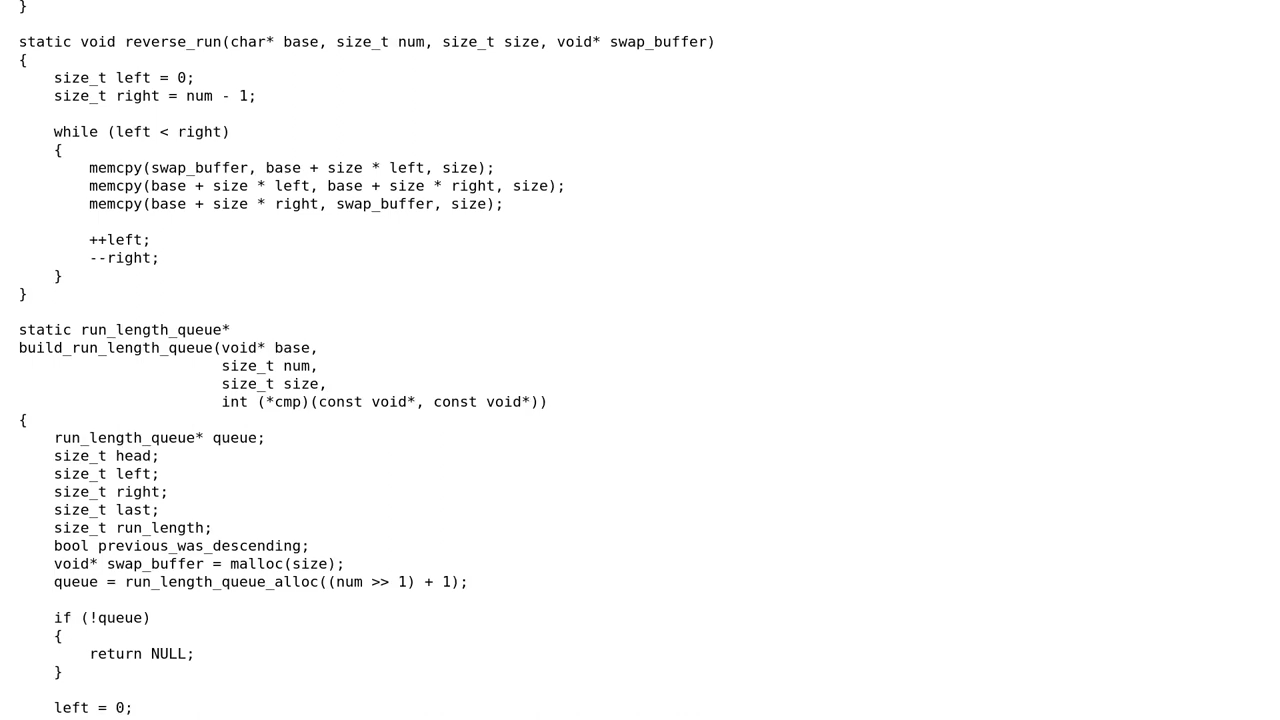 }

static void reverse_run(char* base, size_t num, size_t size, void* swap_buffer)
{
    size_t left = 0;
    size_t right = num - 1;

    while (left < right)
    {
        memcpy(swap_buffer, base + size * left, size);
        memcpy(base + size * left, base + size * right, size);
        memcpy(base + size * right, swap_buffer, size);

        ++left;
        --right;
    }
}

static run_length_queue*
build_run_length_queue(void* base,
                       size_t num,
                       size_t size,
                       int (*cmp)(const void*, const void*))
{
    run_length_queue* queue;
    size_t head;
    size_t left;
    size_t right;
    size_t last;
    size_t run_length;
    bool previous_was_descending;
    void* swap_buffer = malloc(size);
    queue = run_length_queue_alloc((num >> 1) + 1);

    if (!queue)
    {
        return NULL;
    }

    left = 0;